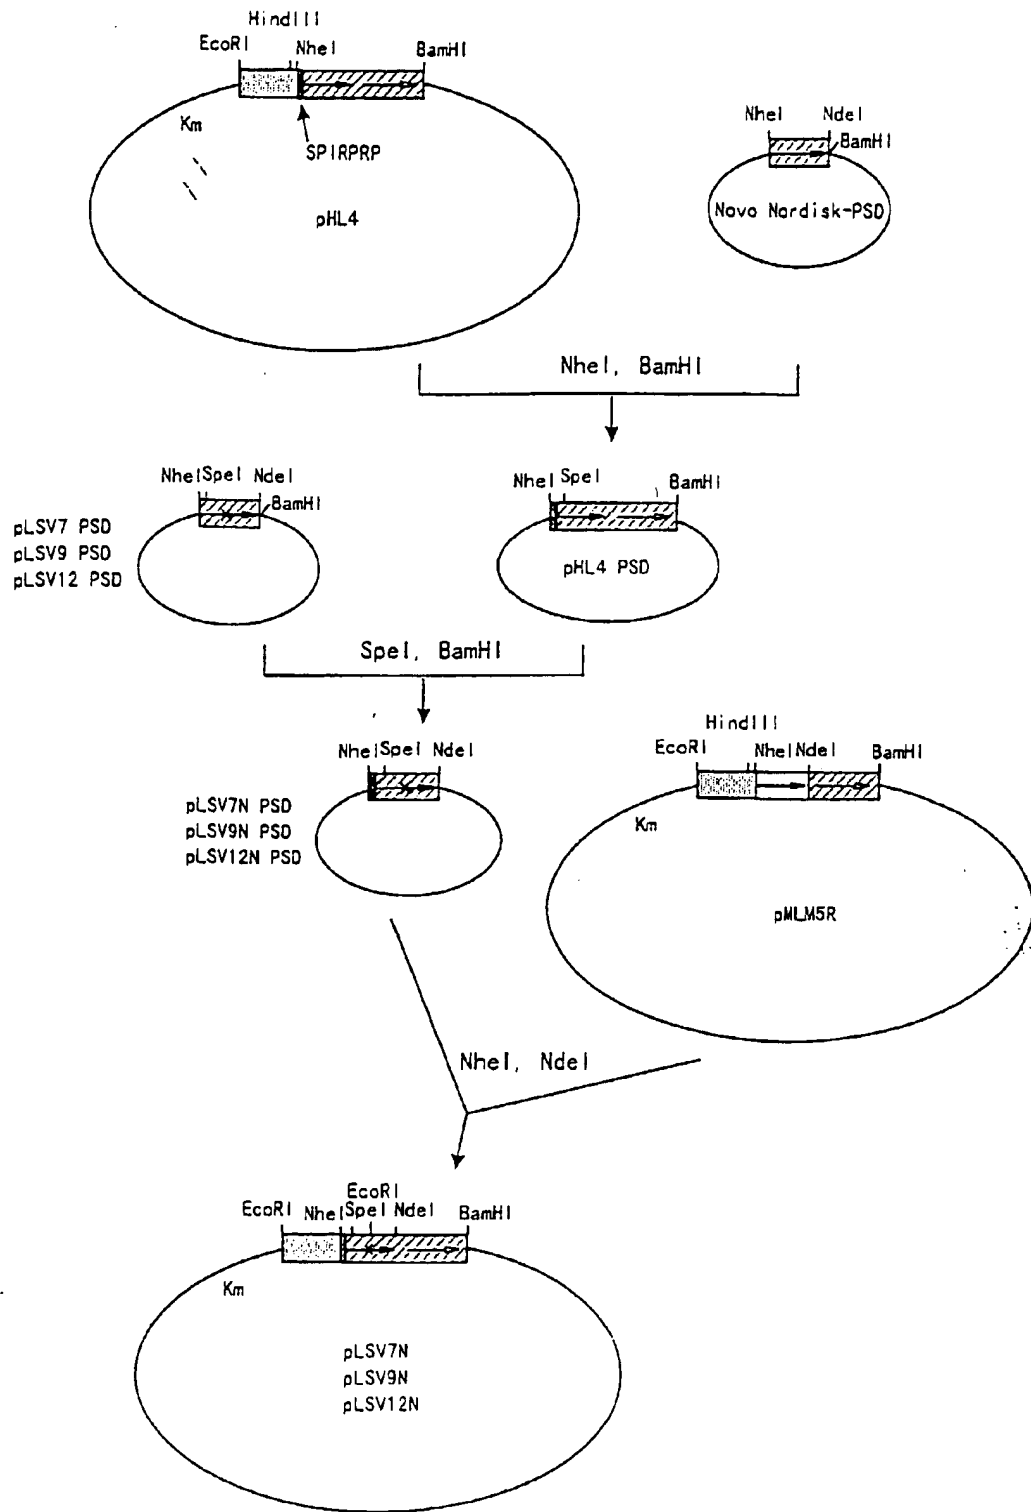 HindIII
EcoRI
NheI
BamHI
Km
SPIRPRP
pHL4
NheI
NdeI
BamHI
Novo Nordisk-PSD
NheI, BamHI
NheI SpeI NdeI
BamHI
pLSV7 PSD
pLSV9 PSD
pLSV12 PSD
NheI SpeI
BamHI
pHL4 PSD
SpeI, BamHI
NheI SpeI NdeI
pLSV7N PSD
pLSV9N PSD
pLSV12N PSD
HindIII
EcoRI
NheI NdeI
BamHI
Km
pMLM5R
NheI, NdeI
EcoRI
EcoRI NheI SpeI NdeI BamHI
Km
pLSV7N
pLSV9N
pLSV12N